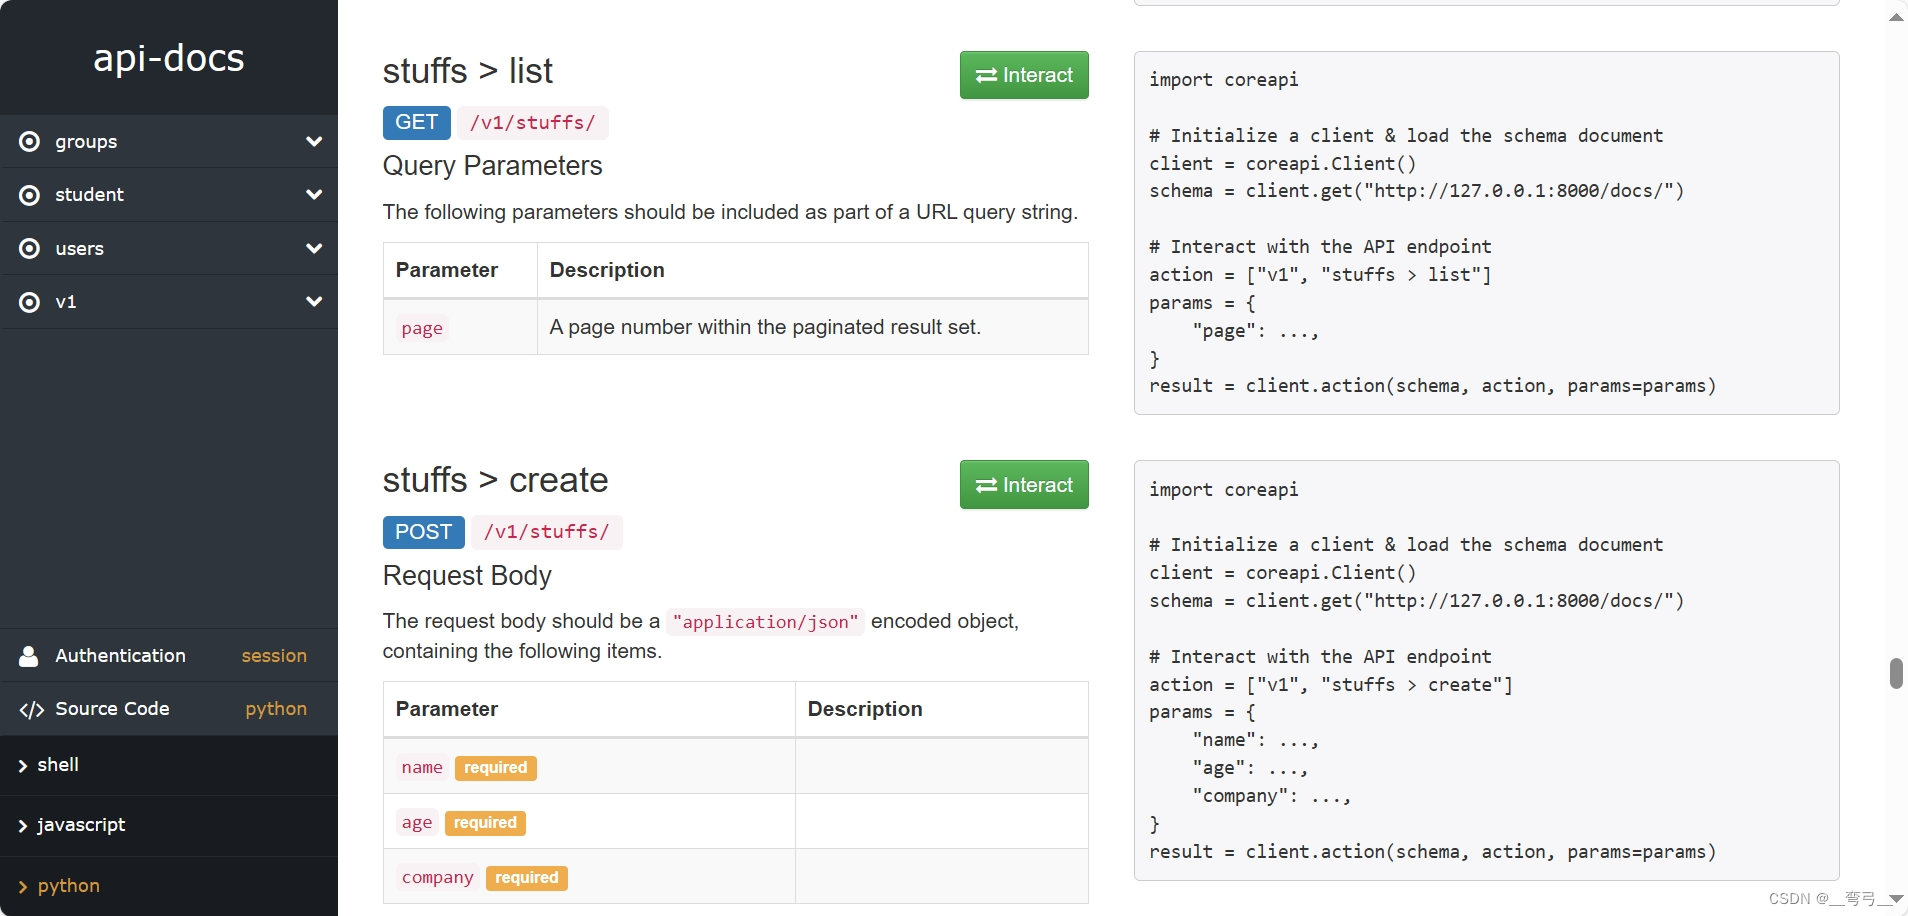 api-docs
groups
student
users
v1
Authentication session
Source Code python
shell
javascript
python
stuffs > list
Interact
GET /v1/stuffs/
Query Parameters
The following parameters should be included as part of a URL query string.
Parameter Description
page A page number within the paginated result set.
import coreapi
# Initialize a client & load the schema document
client = coreapi.Client()
schema = client.get("http://127.0.0.1:8000/docs/")
# Interact with the API endpoint
action = ["v1", "stuffs > list"]
params = {
    "page": ...,
}
result = client.action(schema, action, params=params)
stuffs > create
Interact
POST /v1/stuffs/
Request Body
The request body should be a "application/json" encoded object,
containing the following items.
Parameter Description
name required
age required
company required
import coreapi
# Initialize a client & load the schema document
client = coreapi.Client()
schema = client.get("http://127.0.0.1:8000/docs/")
# Interact with the API endpoint
action = ["v1", "stuffs > create"]
params = {
    "name": ...,
    "age": ...,
    "company": ...,
}
result = client.action(schema, action, params=params)
CSDN @__弯弓__